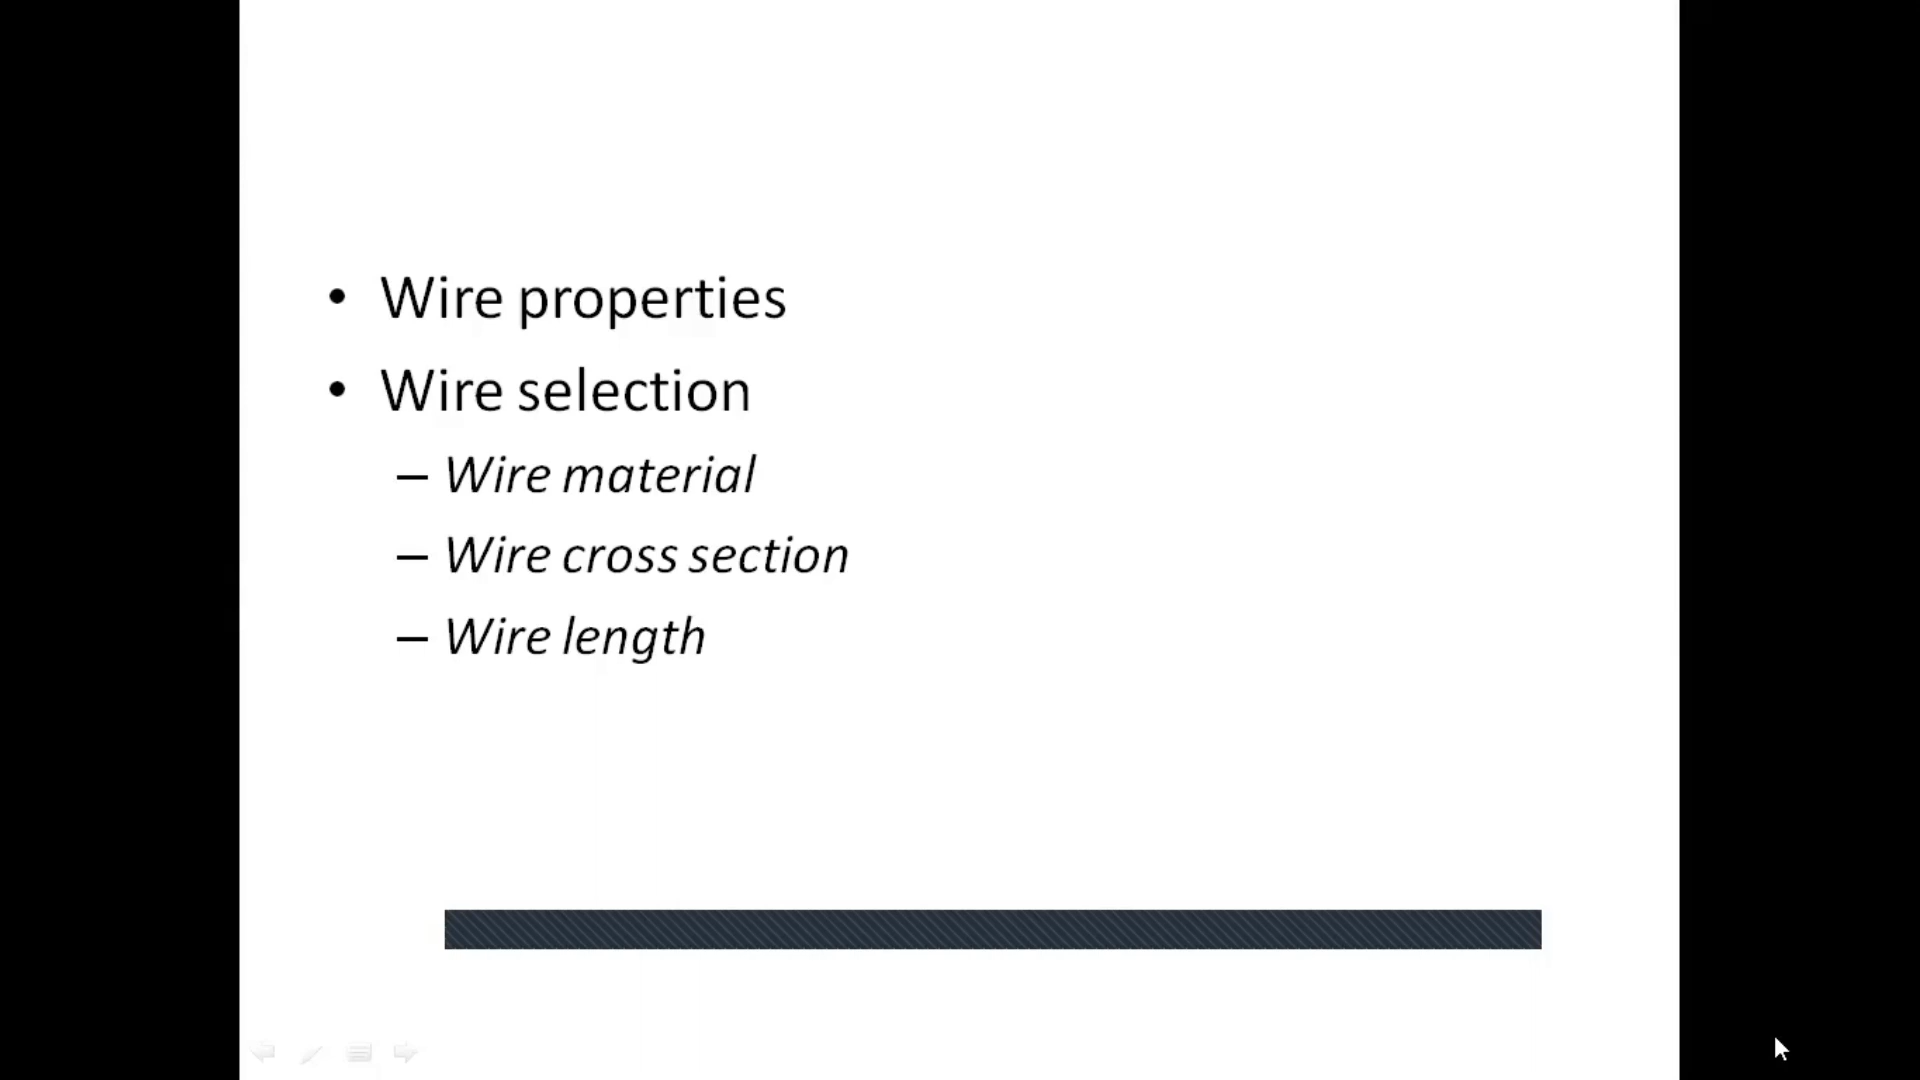 • Wire properties
• Wire selection
– Wire material
– Wire cross section
– Wire length